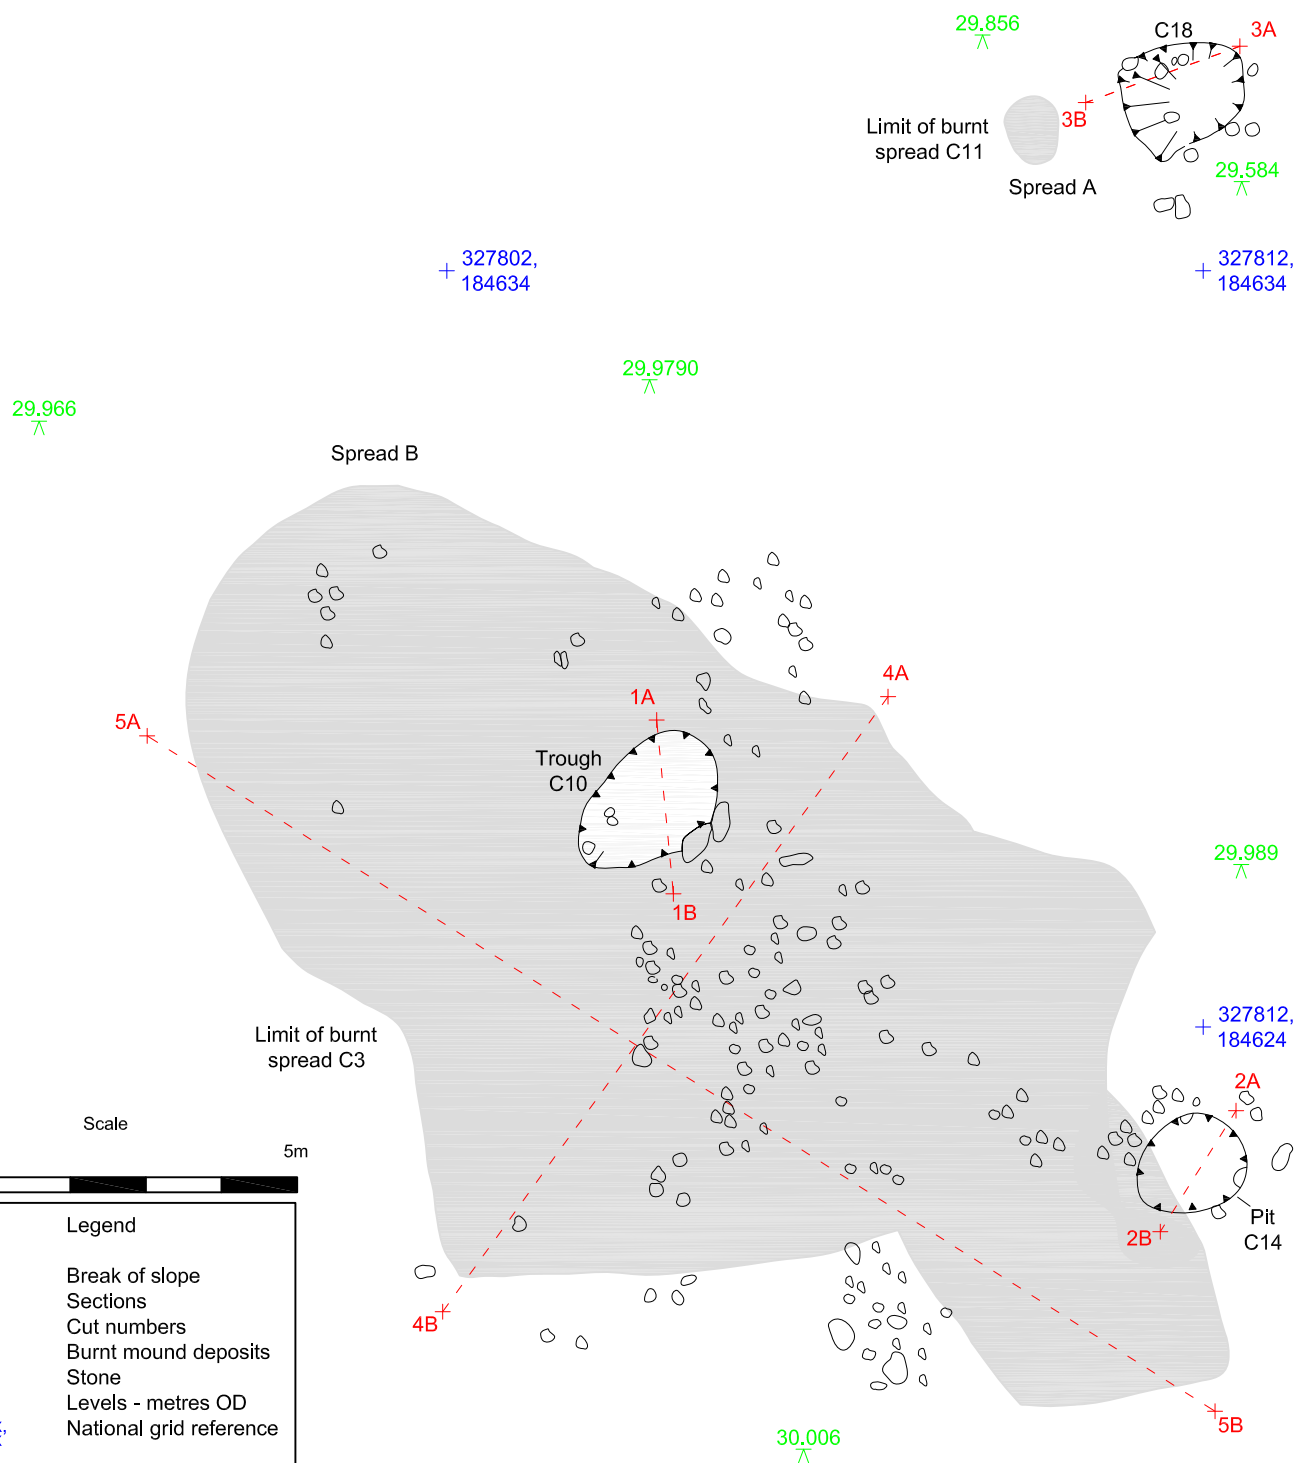 29.856
C18
3A
Limit of burnt
spread C11
3B
Spread A
29.584
327802,
184634
327812,
184634
29.9790
29.966
Spread B
4A
1A
5A
Trough
C10
29.989
1B
327812,
184624
Limit of burnt
spread C3
2A
Scale
5m
Pit
C14
2B
Legend
Break of slope
Sections
Cut numbers
Burnt mound deposits
Stone
Levels - metres OD
National grid reference
4B
5B
30.006